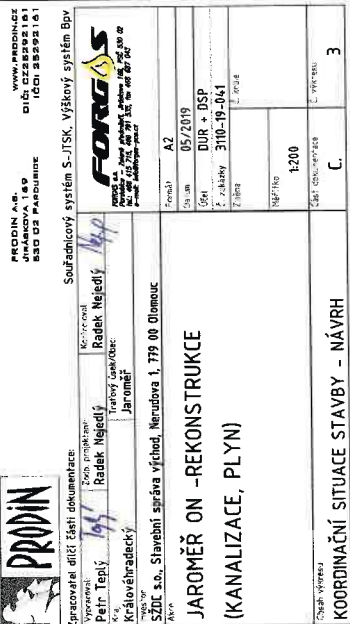 PRODIN
PRODIN A.S.
JIRÁSKOVA 169
530 02 PARDUBICE
WWW.PRODIN.CZ
DIČ: CZ25292161
IČO: 25292161
Zpracovatel dílčí části dokumentace:
Souřadnicový systém S-JTSK, Výškový systém Bpv
Vypracoval:
Petr Teplý
Zodp. projektant:
Radek Nejedlý
Kontroloval:
Radek Nejedlý
Kraj:
Královéhradecký
Traťový úsek/Obec:
Jaroměř
FORGAS
FORGAS a.s.
Investor
SŽDC s.o, Stavební správa východ, Nerudova 1, 779 00 Olomouc
Akce
JAROMĚŘ ON -REKONSTRUKCE
(KANALIZACE, PLYN)
Formát A2
Datum 05/2019
Účel DUR + DSP
Č. zakázky 3110-19-041
Změna
Č. kopie
Měřítko
1:200
Obsah výkresu
KOORDINAČNÍ SITUACE STAVBY - NÁVRH
Část dokumentace
C.
Č. výkresu
3